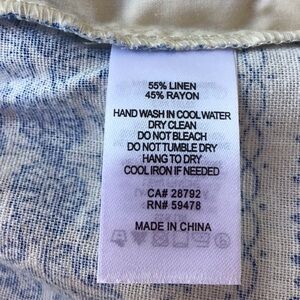 55% LINEN
45% RAYON
HAND WASH IN COOL WATER
DRY CLEAN
DO NOT BLEACH
DO NOT TUMBLE DRY
HANG TO DRY
COOL IRON IF NEEDED
CA# 28792
RN# 59478
MADE IN CHINA